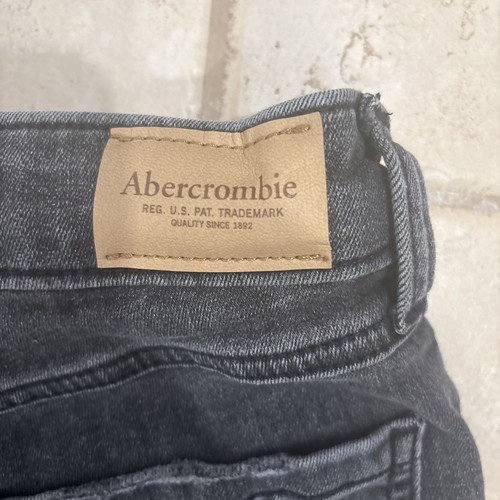 Abercrombie
REG. U.S. PAT. TRADEMARK
QUALITY SINCE 1892